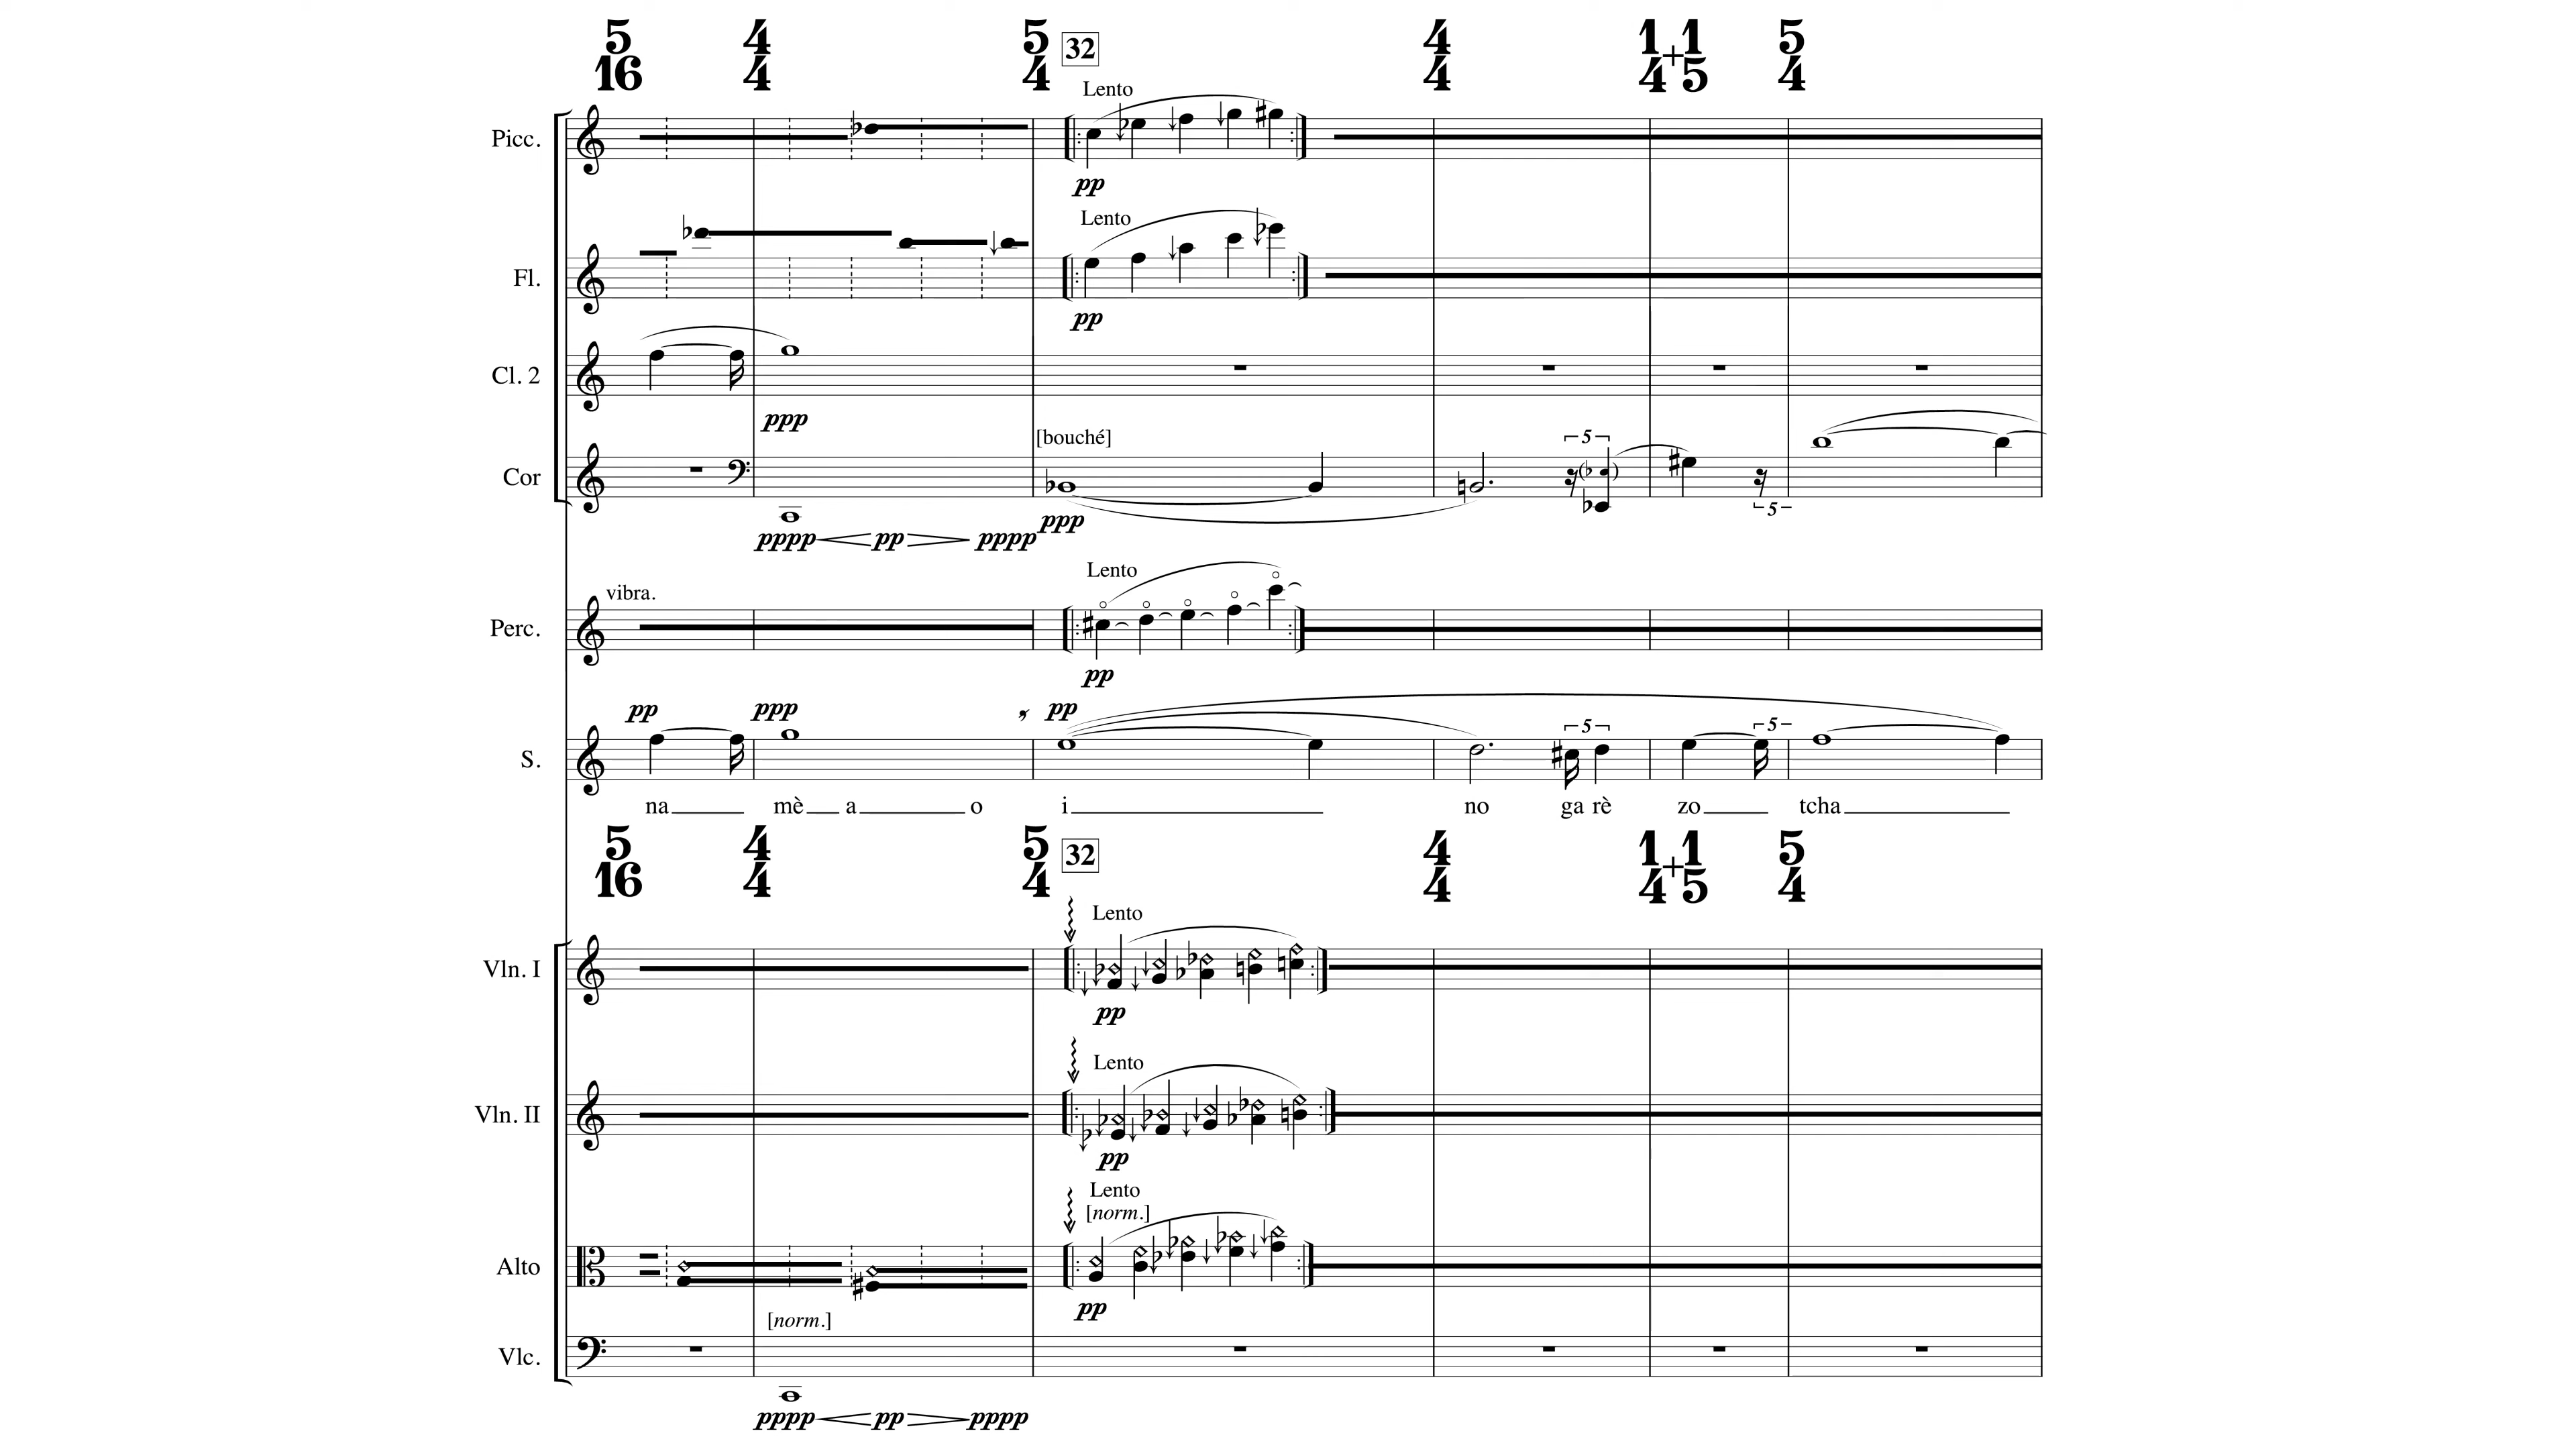 5 4 5 32 4 1+1 5
16 4 4 4 4 5 4
Lento
Picc.
pp
Lento
Fl.
pp
Cl. 2
ppp
[bouché] 5
Cor
5
ppp
pppp pp pppp
Lento
vibra.
Perc.
pp
pp ppp pp
5 5
S.
na mè a o i no ga rè zo tcha
5 4 5 32 4 1+1 5
16 4 4 4 4 5 4
Lento
Vln. I
pp
Lento
Vln. II
pp
Lento
[norm.]
Alto
pp
[norm.]
Vlc.
pppp pp pppp